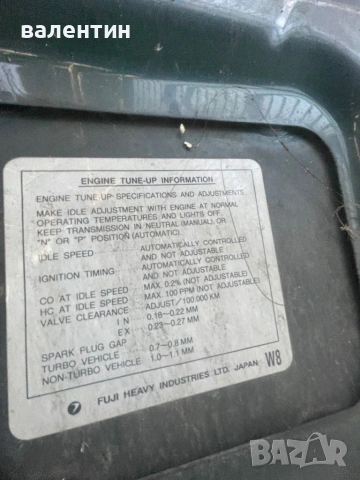 валентин
ENGINE TUNE-UP INFORMATION
ENGINE TUNE UP SPECIFICATIONS AND ADJUSTMENTS
MAKE IDLE ADJUSTMENT WITH ENGINE AT NORMAL
OPERATING TEMPERATURES AND LIGHTS OFF.
KEEP TRANSMISSION IN NEUTRAL (MANUAL), OR
"N" OR "P" POSITION (AUTOMATIC).
IDLE SPEED AUTOMATICALLY CONTROLLED
AND NOT ADJUSTABLE
IGNITION TIMING AUTOMATICALLY CONTROLLED
AND NOT ADJUSTABLE
CO AT IDLE SPEED MAX. 0.2% (NOT ADJUSTABLE)
HC AT IDLE SPEED MAX. 100 PPM (NOT ADJUSTABLE)
VALVE CLEARANCE ADJUST/100 000 KM
IN 0.18-0.22 MM
EX 0.23-0.27 MM
SPARK PLUG GAP
TURBO VEHICLE 0.7-0.8 MM
NON-TURBO VEHICLE 1.0-1.1 MM
FUJI HEAVY INDUSTRIES LTD. JAPAN W8
BAZAR
bg